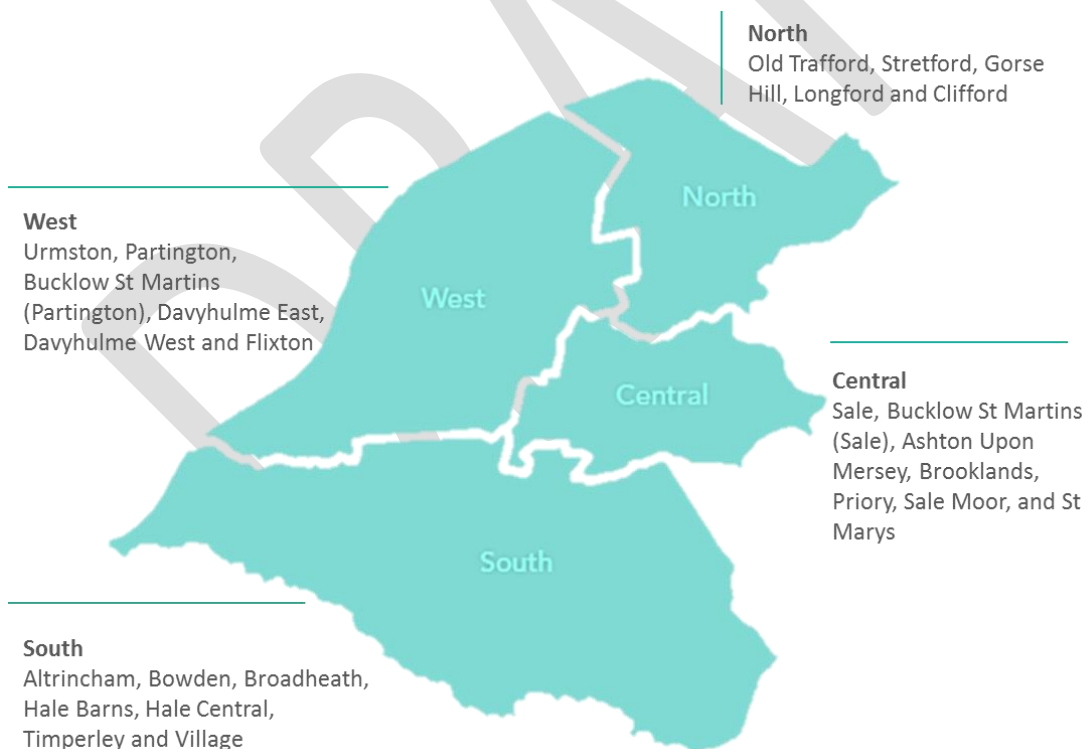 North
Old Trafford, Stretford, Gorse
Hill, Longford and Clifford
West
Urmston, Partington,
Bucklow St Martins
(Partington), Davyhulme East,
Davyhulme West and Flixton
North
West
Central
South
Central
Sale, Bucklow St Martins
(Sale), Ashton Upon
Mersey, Brooklands,
Priory, Sale Moor, and St
Marys
South
Altrincham, Bowden, Broadheath,
Hale Barns, Hale Central,
Timperley and Village